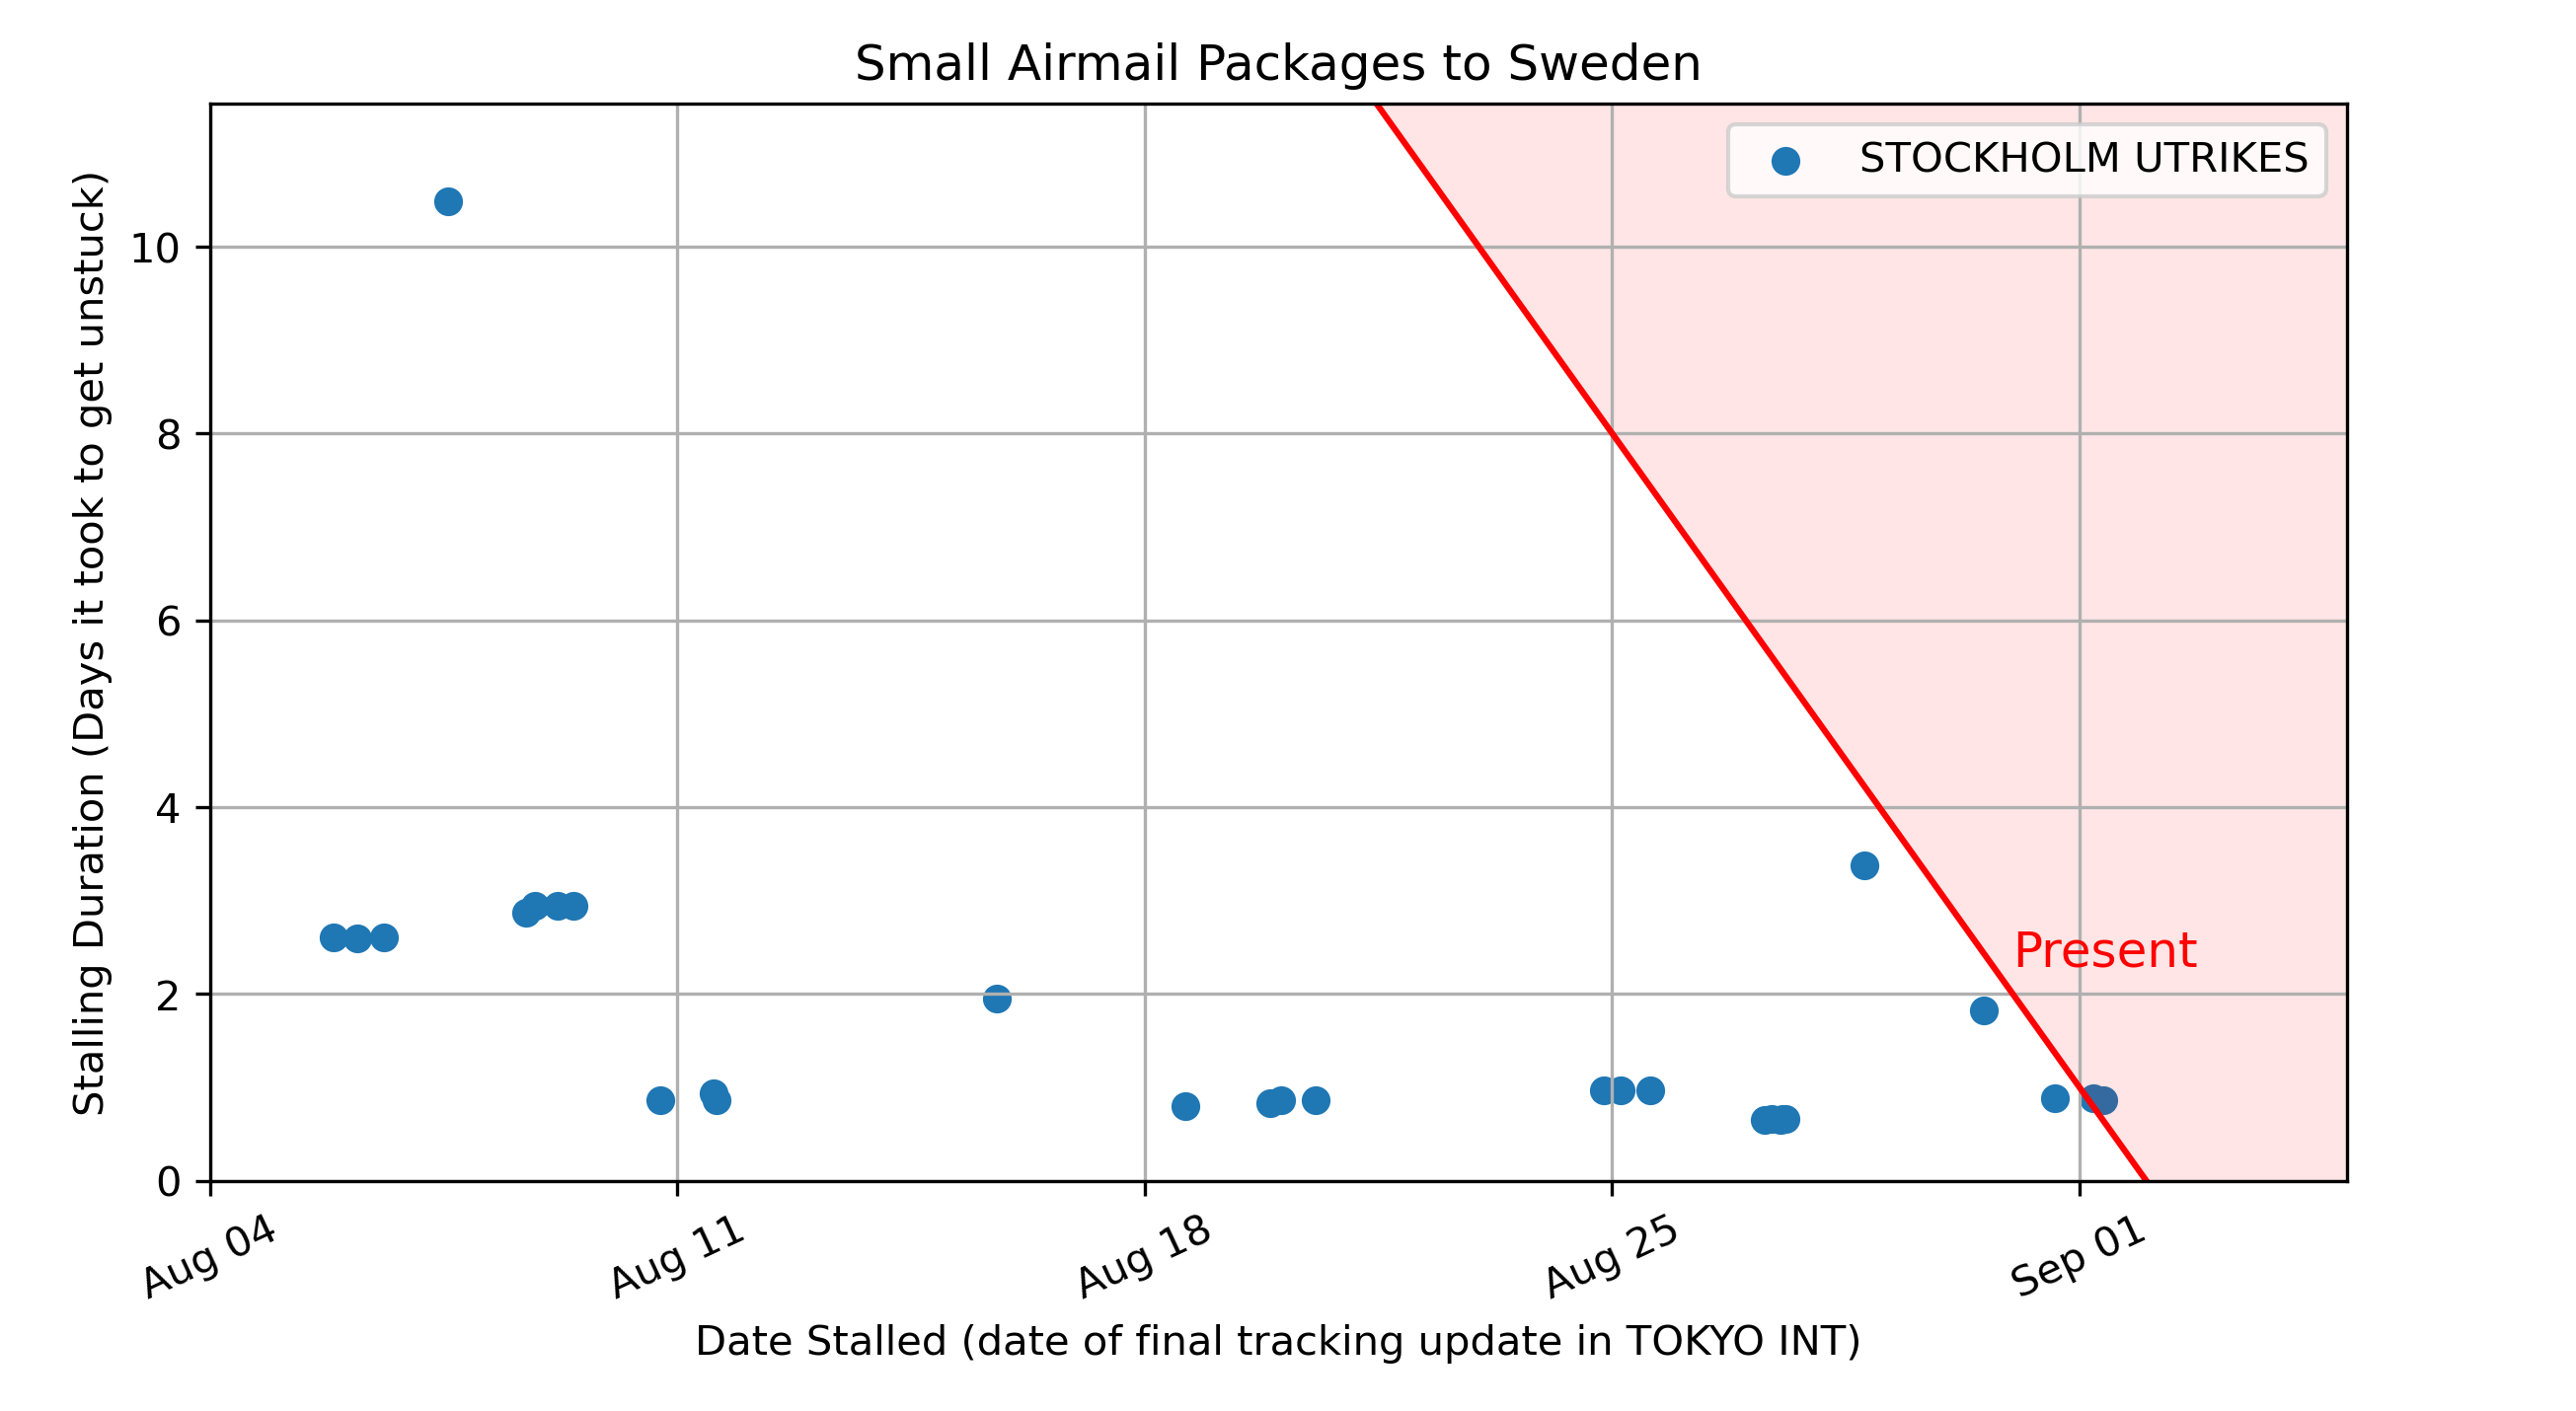 Small Airmail Packages to Sweden
STOCKHOLM UTRIKES
Stalling Duration (Days it took to get unstuck)
10
8
6
4
2
0
Present
Aug 04
Aug 11
Aug 18
Aug 25
Sep 01
Date Stalled (date of final tracking update in TOKYO INT)